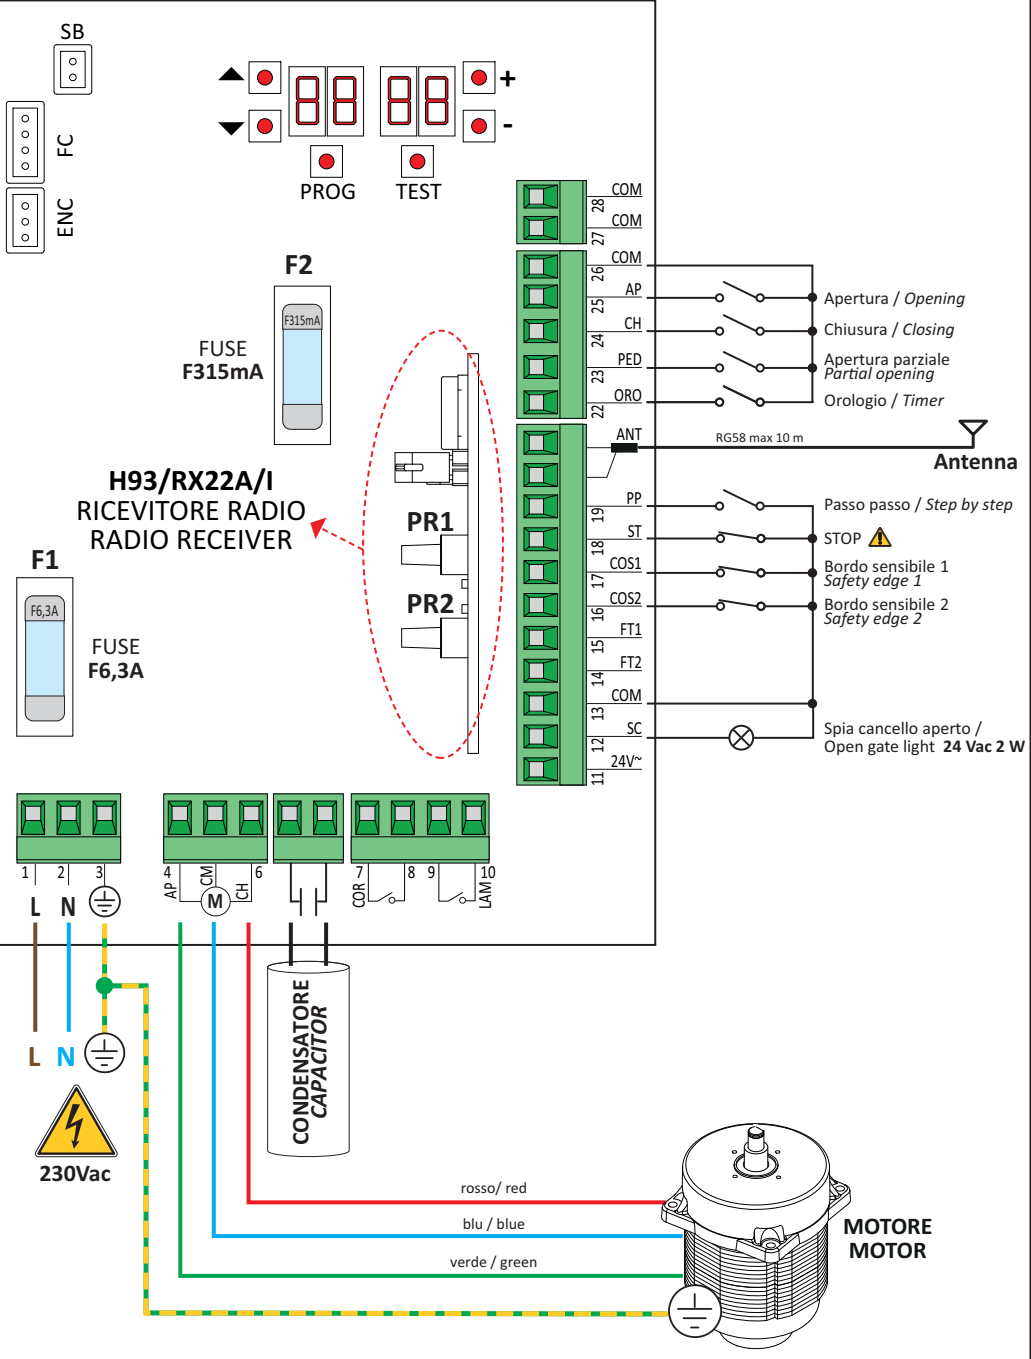 SB
FC
ENC
+
-
PROG
TEST
F2
F315mA
FUSE
F315mA
H93/RX22A/I
RICEVITORE RADIO
RADIO RECEIVER
PR1
PR2
F1
F6,3A
FUSE
F6,3A
28 COM
27 COM
26 COM
25 AP
24 CH
23 PED
22 ORO
ANT
19 PP
18 ST
17 COS1
16 COS2
15 FT1
14 FT2
13 COM
12 SC
11 24V~
Apertura / Opening
Chiusura / Closing
Apertura parziale
Partial opening
Orologio / Timer
RG58 max 10 m
Antenna
Passo passo / Step by step
STOP
Bordo sensibile 1
Safety edge 1
Bordo sensibile 2
Safety edge 2
Spia cancello aperto /
Open gate light 24 Vac 2 W
1 2 3
4 6
7 8 9 10
AP CM CH
M
COR
LAM
L N
L N
230Vac
CONDENSATORE
CAPACITOR
rosso/ red
blu / blue
verde / green
MOTORE
MOTOR